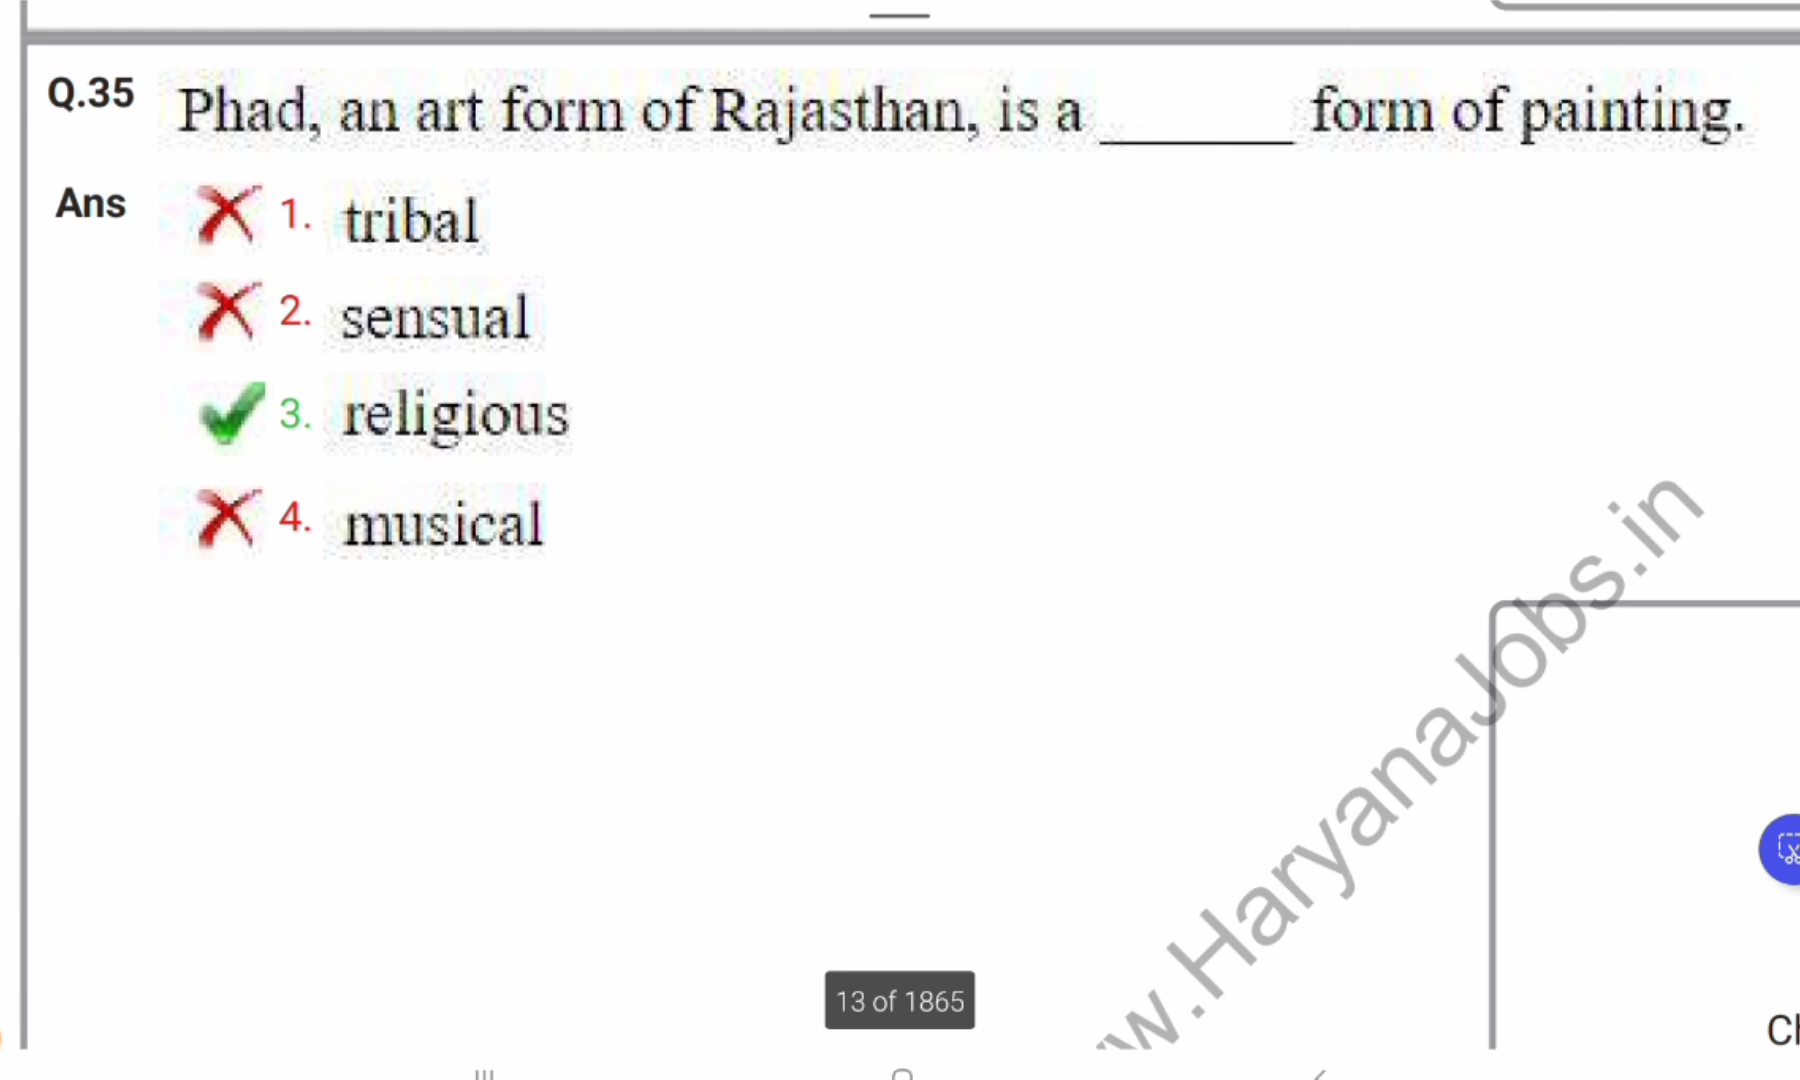 Q.35 Phad, an art form of Rajasthan, is a ______ form of painting.
Ans 1. tribal
2. sensual
3. religious
4. musical
w.HaryanaJobs.in
13 of 1865